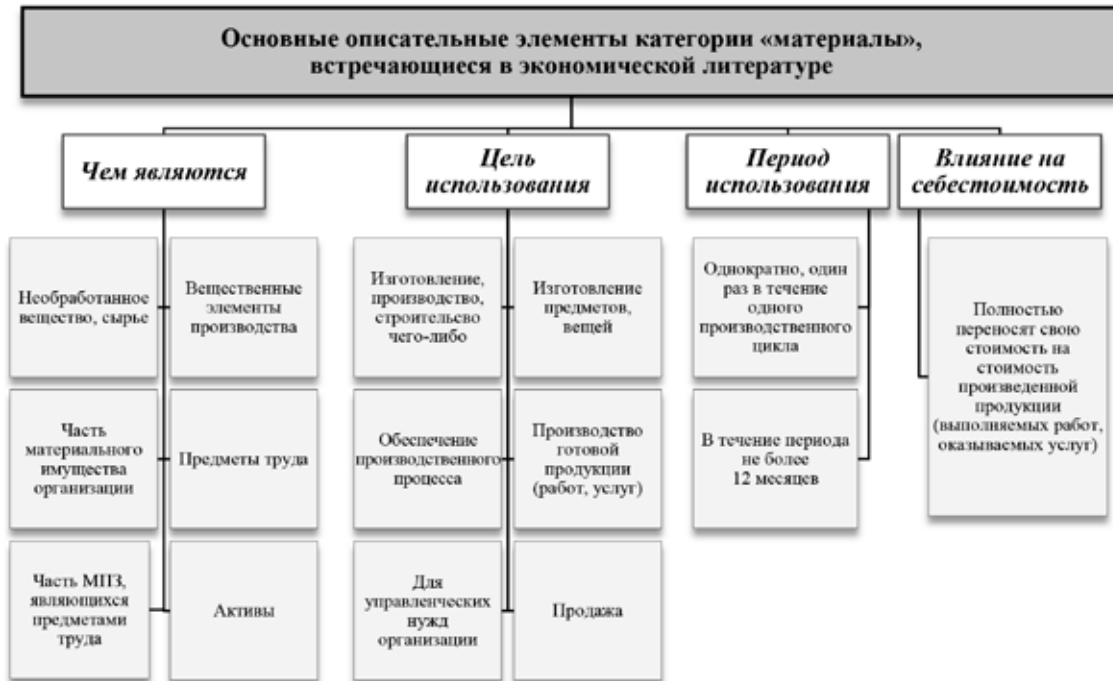 Основные описательные элементы категории «материалы»,
встречающиеся в экономической литературе
Чем являются
Цель
использования
Период
использования
Влияние на
себестоимость
Необработанное
вещество, сырье
Вещественные
элементы
производства
Часть
материального
имущества
организации
Предметы труда
Часть МПЗ,
являющихся
предметами
труда
Активы
Изготовление,
производство,
строительсво
чего-либо
Изготовление
предметов,
вещей
Обеспечение
производственного
процесса
Производство
готовой
продукции
(работ, услуг)
Для
управленческих
нужд
организации
Продажа
Однократно, один
раз в течение
одного
производственного
цикла
В течение периода
не более
12 месяцев
Полностью
переносят свою
стоимость на
стоимость
произведенной
продукции
(выполняемых работ,
оказываемых услуг)